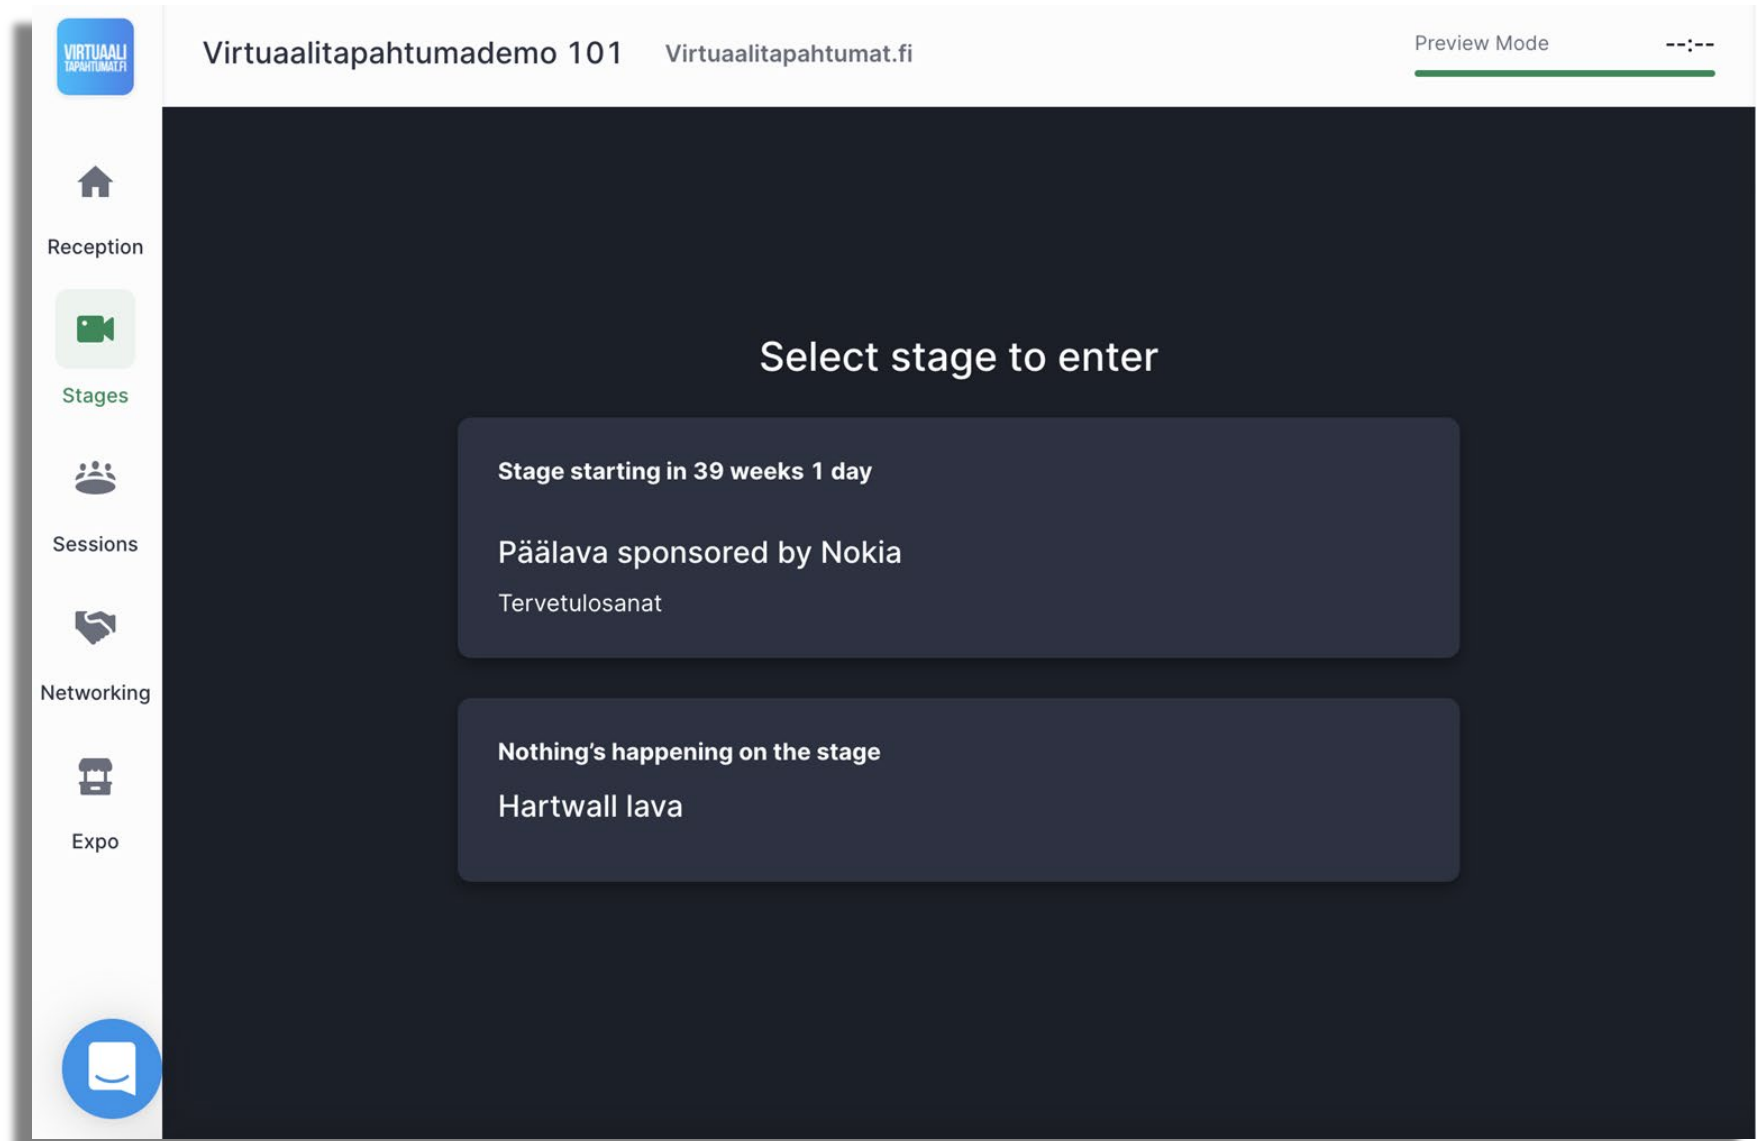 VIRTUAALI
TAPAHTUMAT.FI
Virtuaalitapahtumademo 101
Virtuaalitapahtumat.fi
Preview Mode
--:--
Reception
Stages
Sessions
Networking
Expo
Select stage to enter
Stage starting in 39 weeks 1 day
Päälava sponsored by Nokia
Tervetulosanat
Nothing’s happening on the stage
Hartwall lava